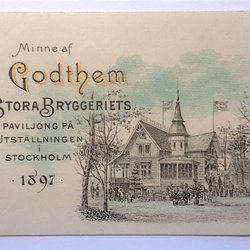 Minne af
Godthem
Stora Bryggeriets
Paviljong på
Utställningen
i
Stockholm
· 1897 ·